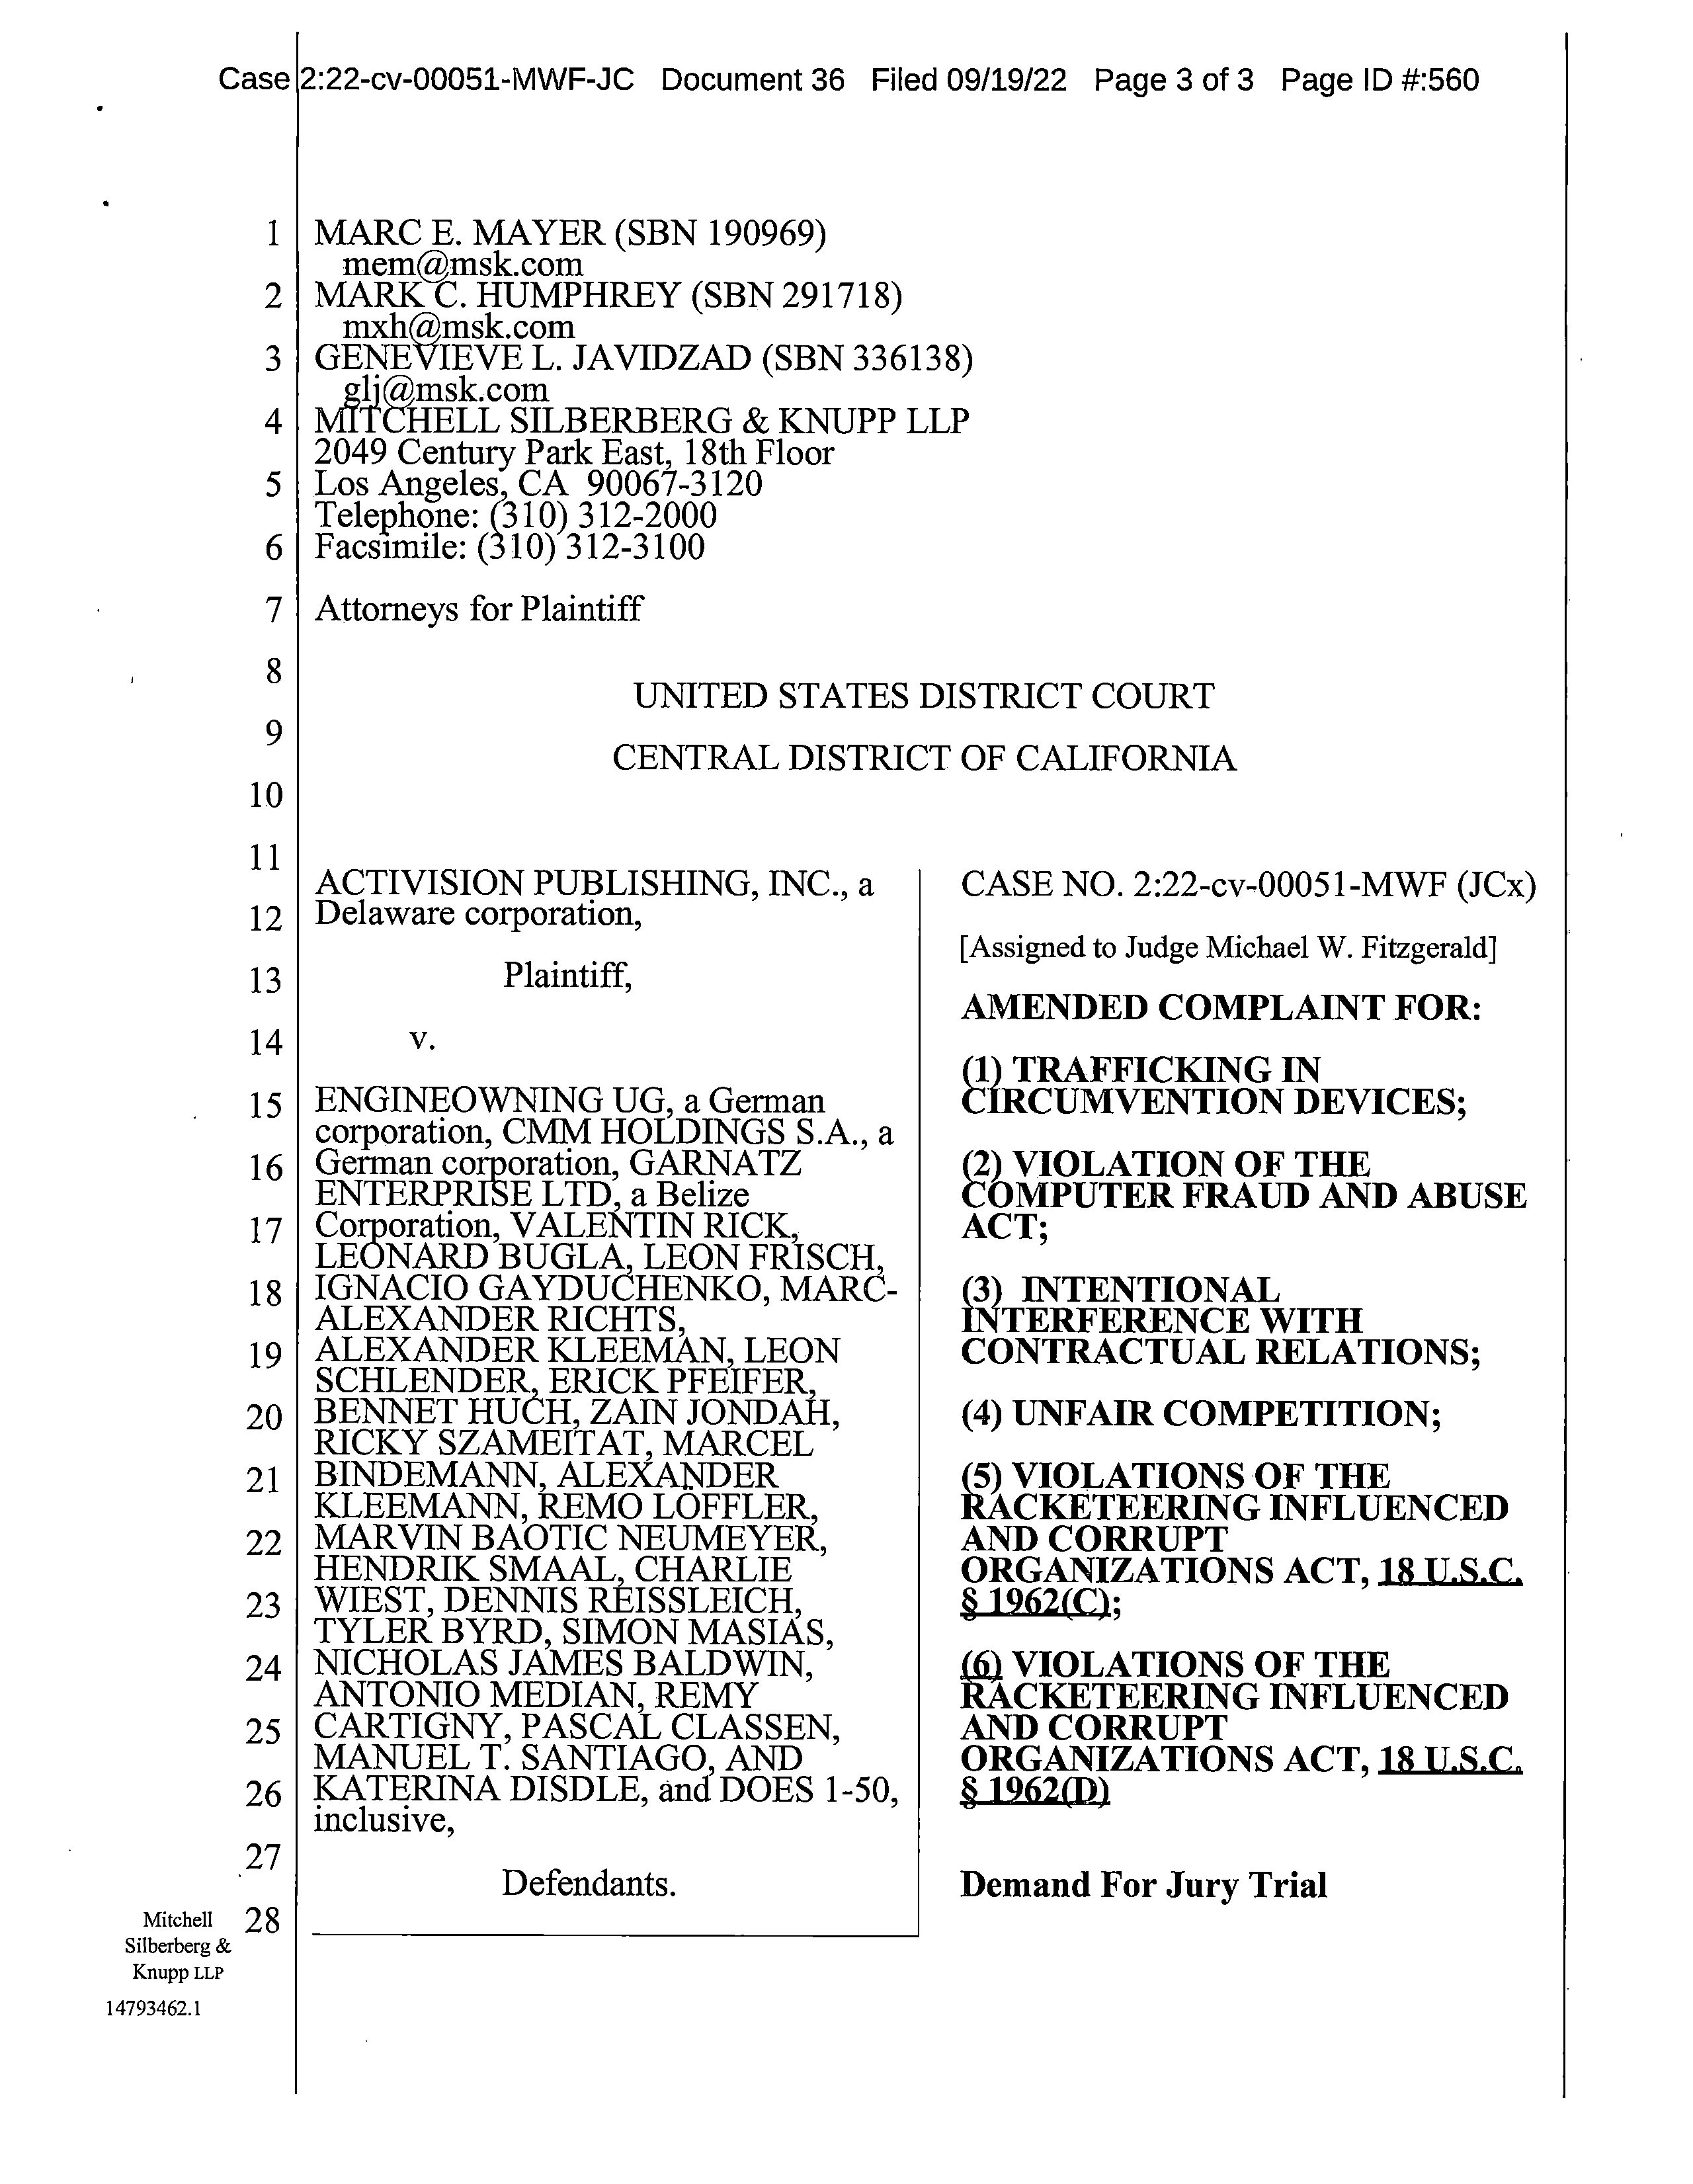 Case 2:22-cv-00051-MWF-JC Document 36 Filed 09/19/22 Page 3 of 3 Page ID #:560
1 MARC E. MAYER (SBN 190969)
mem@msk.com
2 MARK C. HUMPHREY (SBN 291718)
mxh@msk.com
3 GENEVIEVE L. JAVIDZAD (SBN 336138)
glj@msk.com
4 MITCHELL SILBERBERG & KNUPP LLP
2049 Century Park East, 18th Floor
5 Los Angeles, CA 90067-3120
Telephone: (310) 312-2000
6 Facsimile: (310) 312-3100
7 Attorneys for Plaintiff
8
UNITED STATES DISTRICT COURT
9
CENTRAL DISTRICT OF CALIFORNIA
10
11
ACTIVISION PUBLISHING, INC., a
12 Delaware corporation,
13 Plaintiff,
14 v.
15 ENGINEOWNING UG, a German
corporation, CMM HOLDINGS S.A., a
16 German corporation, GARNATZ
ENTERPRISE LTD, a Belize
17 Corporation, VALENTIN RICK,
LEONARD BUGLA, LEON FRISCH,
18 IGNACIO GAYDUCHENKO, MARC-
ALEXANDER RICHTS,
19 ALEXANDER KLEEMAN, LEON
SCHLENDER, ERICK PFEIFER,
20 BENNET HUCH, ZAIN JONDAH,
RICKY SZAMEITAT, MARCEL
21 BINDEMANN, ALEXANDER
KLEEMANN, REMO LÖFFLER,
22 MARVIN BAOTIC NEUMEYER,
HENDRIK SMAAL, CHARLIE
23 WIEST, DENNIS REISSLEICH,
TYLER BYRD, SIMON MASIAS,
24 NICHOLAS JAMES BALDWIN,
ANTONIO MEDIAN, REMY
25 CARTIGNY, PASCAL CLASSEN,
MANUEL T. SANTIAGO, AND
26 KATERINA DISDLE, and DOES 1-50,
inclusive,
27
Defendants.
28
CASE NO. 2:22-cv-00051-MWF (JCx)
[Assigned to Judge Michael W. Fitzgerald]
AMENDED COMPLAINT FOR:
(1) TRAFFICKING IN
CIRCUMVENTION DEVICES;
(2) VIOLATION OF THE
COMPUTER FRAUD AND ABUSE
ACT;
(3) INTENTIONAL
INTERFERENCE WITH
CONTRACTUAL RELATIONS;
(4) UNFAIR COMPETITION;
(5) VIOLATIONS OF THE
RACKETEERING INFLUENCED
AND CORRUPT
ORGANIZATIONS ACT, 18 U.S.C.
§ 1962(C);
(6) VIOLATIONS OF THE
RACKETEERING INFLUENCED
AND CORRUPT
ORGANIZATIONS ACT, 18 U.S.C.
§ 1962(D)
Demand For Jury Trial
Mitchell
Silberberg &
Knupp LLP
14793462.1